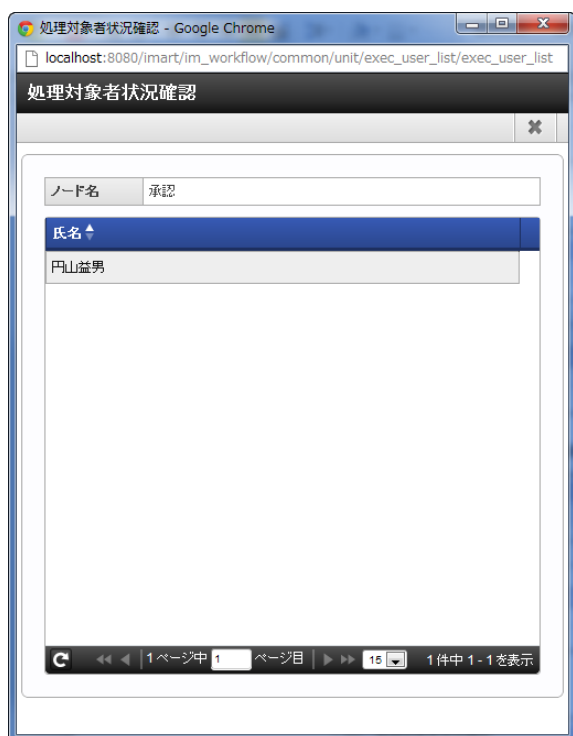 処理対象者状況確認 - Google Chrome
localhost:8080/imart/im_workflow/common/unit/exec_user_list/exec_user_list
処理対象者状況確認
ノード名 承認
氏名
円山益男
1 ページ中 1 ページ目 15 1 件中 1 - 1 を表示